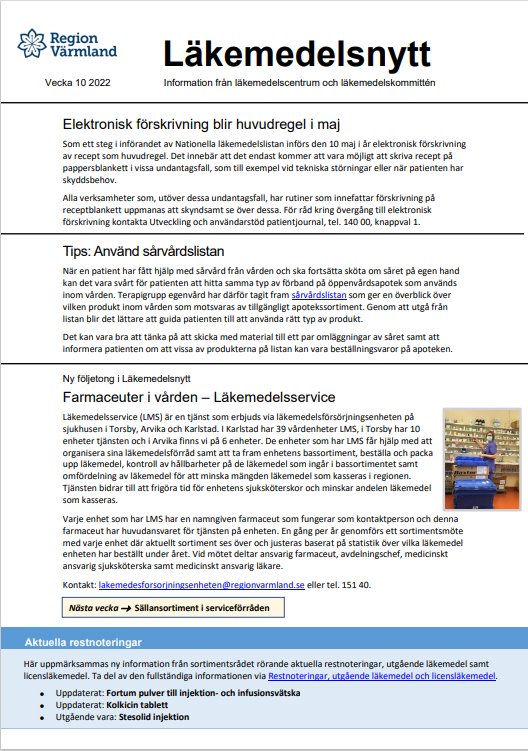 Region
Värmland
Läkemedelsnytt
Vecka 10 2022
Information från läkemedelscentrum och läkemedelskommittén
Elektronisk förskrivning blir huvudregel i maj
Som ett steg i införandet av Nationella läkemedelslistan införs den 10 maj i år elektronisk förskrivning
av recept som huvudregel. Det innebär att det endast kommer att vara möjligt att skriva recept på
pappersblankett i vissa undantagsfall, som till exempel vid tekniska störningar eller när patienten har
skyddsbehov.
Alla verksamheter som, utöver dessa undantagsfall, har rutiner som innefattar förskrivning på
receptblankett uppmanas att skyndsamt se över dessa. För råd kring övergång till elektronisk
förskrivning kontakta Utveckling och användarstöd patientjournal, tel. 140 00, knappval 1.
Tips: Använd sårvårdslistan
När en patient har fått hjälp med sårvård från vården och ska fortsätta sköta om såret på egen hand
kan det vara svårt för patienten att hitta samma typ av förband på öppenvårdsapotek som används
inom vården. Terapigrupp egenvård har därför tagit fram sårvårdslistan som ger en överblick över
vilken produkt inom vården som motsvaras av tillgängligt apotekssortiment. Genom att utgå från
listan blir det lättare att guida patienten till att använda rätt typ av produkt.
Det kan vara bra att tänka på att skicka med material till ett par omläggningar av såret samt att
informera patienten om att vissa av produkterna på listan kan vara beställningsvaror på apoteken.
Ny följetong i Läkemedelsnytt
Farmaceuter i vården – Läkemedelsservice
Läkemedelsservice (LMS) är en tjänst som erbjuds via läkemedelsförsörjningsenheten på
sjukhusen i Torsby, Arvika och Karlstad. I Karlstad har 39 vårdenheter LMS, i Torsby har 10
enheter tjänsten och i Arvika finns vi på 6 enheter. De enheter som har LMS får hjälp med att
organisera sina läkemedelsförråd samt att ta fram enhetens bassortiment, beställa och packa
upp läkemedel, kontroll av hållbarheten på de läkemedel som ingår i bassortimentet samt
omfördelning av läkemedel för att minska mängden läkemedel som kasseras i regionen.
Tjänsten bidrar till att frigöra tid för enhetens sjuksköterskor och minskar andelen läkemedel
som kasseras.
Varje enhet som har LMS har en namngiven farmaceut som fungerar som kontaktperson och denna
farmaceut har huvudansvaret för tjänsten på enheten. En gång per år genomförs ett sortimentsmöte
med varje enhet där aktuellt sortiment ses över och justeras baserat på statistik över vilka läkemedel
enheten har beställt under året. Vid mötet deltar ansvarig farmaceut, avdelningschef, medicinskt
ansvarig sjuksköterska samt medicinskt ansvarig läkare.
Kontakt: lakemedesforsorjningsenheten@regionvarmland.se eller tel. 151 40.
Nästa vecka → Sällansortiment i serviceförråden
Aktuella restnoteringar
Här uppmärksammas ny information från sortimentsrådet rörande aktuella restnoteringar, utgående läkemedel samt
licensläkemedel. Ta del av den fullständiga informationen via Restnoteringar, utgående läkemedel och licensläkemedel.
● Uppdaterat: Fortum pulver till injektion- och infusionsvätska
● Uppdaterat: Kolkicin tablett
● Utgående vara: Stesolid injektion